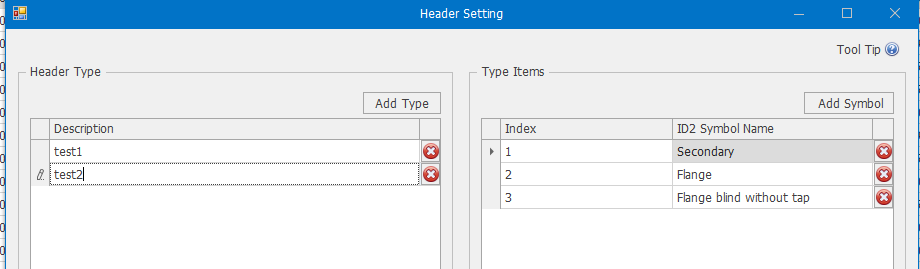 Header Setting
Tool Tip
Header Type
Type Items
Add Type
Add Symbol
Description
Index ID2 Symbol Name
test1
1 Secondary
test2
2 Flange
3 Flange blind without tap